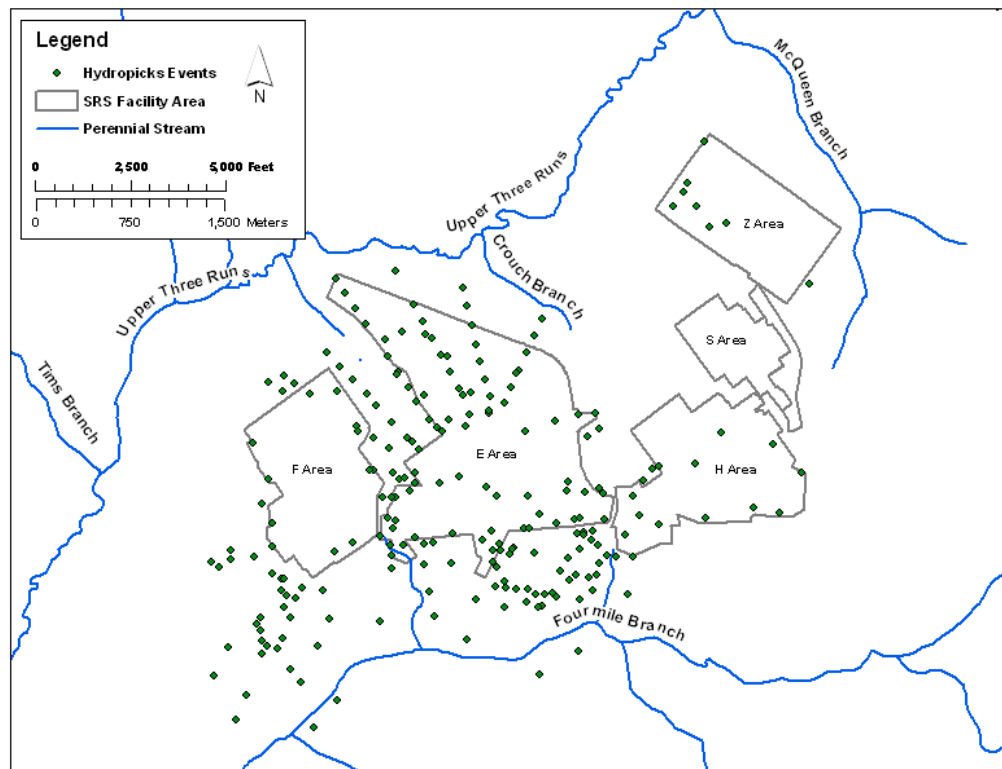 Legend
Hydropicks Events
SRS Facility Area
Perennial Stream
N
0 2,500 5,000 Feet
0 750 1,500 Meters
McQueen Branch
Upper Three Runs
Z Area
Crouch Branch
Upper Three Runs
S Area
Tims Branch
E Area
F Area
H Area
Fourmile Branch